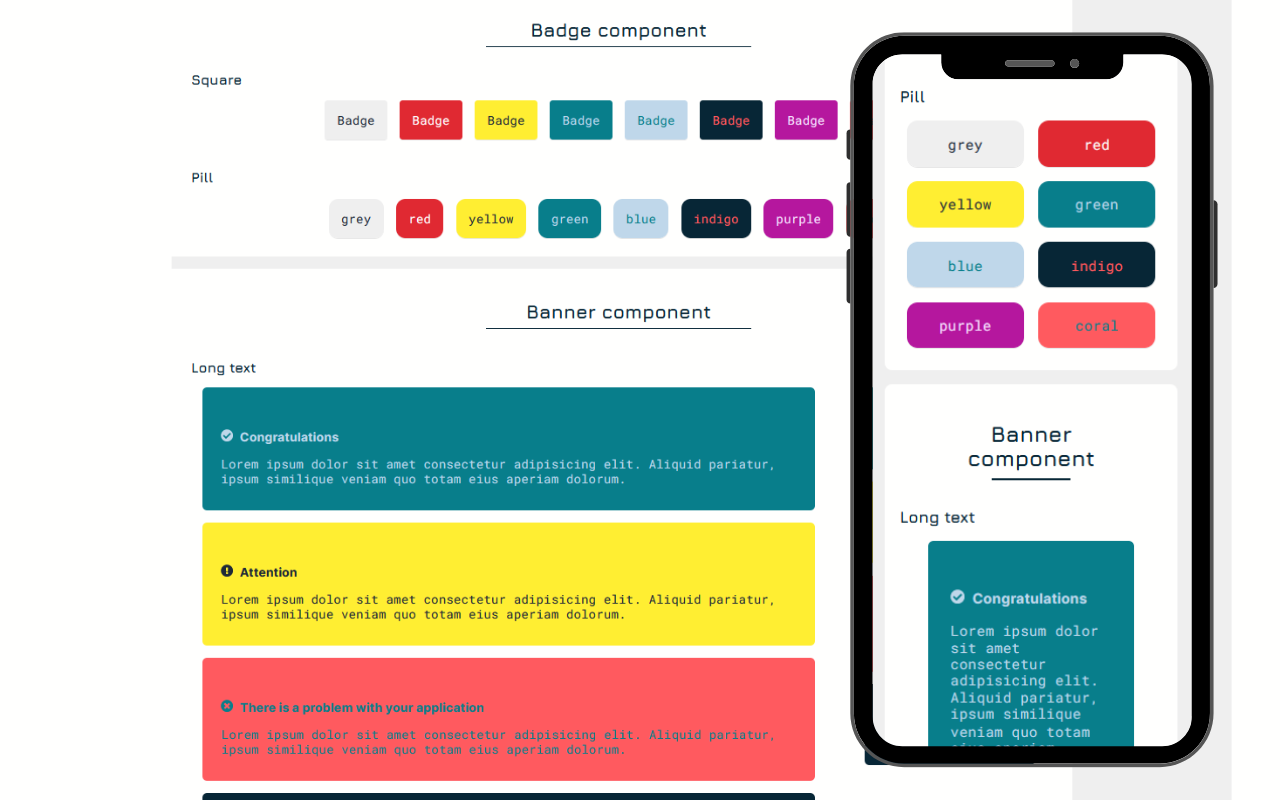 Badge component
Square
Badge Badge Badge Badge Badge Badge Badge
Pill
grey red yellow green blue indigo purple
Banner component
Long text
Congratulations
Lorem ipsum dolor sit amet consectetur adipisicing elit. Aliquid pariatur,
ipsum similique veniam quo totam eius aperiam dolorum.
Attention
Lorem ipsum dolor sit amet consectetur adipisicing elit. Aliquid pariatur,
ipsum similique veniam quo totam eius aperiam dolorum.
There is a problem with your application
Lorem ipsum dolor sit amet consectetur adipisicing elit. Aliquid pariatur,
ipsum similique veniam quo totam eius aperiam dolorum.
Pill
grey red
yellow green
blue indigo
purple coral
Banner
component
Long text
Congratulations
Lorem ipsum dolor
sit amet
consectetur
adipisicing elit.
Aliquid pariatur,
ipsum similique
veniam quo totam